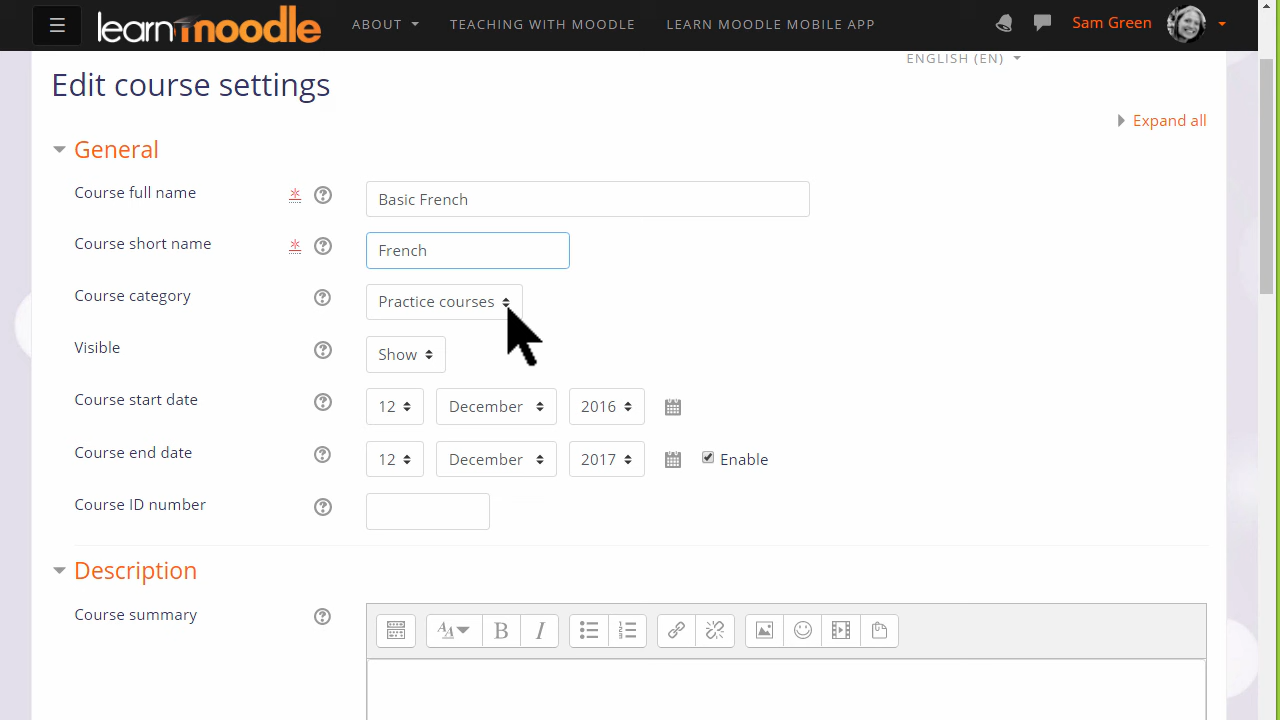 learn moodle ABOUT TEACHING WITH MOODLE LEARN MOODLE MOBILE APP Sam Green
ENGLISH (EN)
Edit course settings
Expand all
General
Course full name Basic French
Course short name French
Course category Practice courses
Visible Show
Course start date 12 December 2016
Course end date 12 December 2017 Enable
Course ID number
Description
Course summary
B I